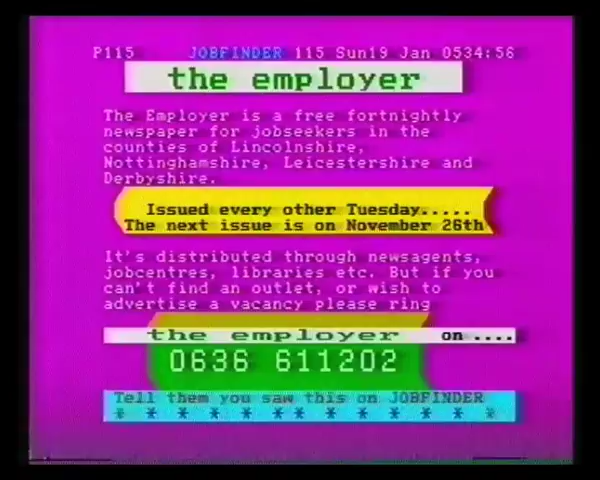 P115 JOBFINDER 115 Sun19 Jan 0534:56
the employer
The Employer is a free fortnightly
newspaper for jobseekers in the
counties of Lincolnshire,
Nottinghamshire, Leicestershire and
Derbyshire.
Issued every other Tuesday.....
The next issue is on November 26th
It's distributed through newsagents,
jobcentres, libraries etc. But if you
can't find an outlet, or wish to
advertise a vacancy please ring
the employer on ....
0636 611202
Tell them you saw this on JOBFINDER
* * * * * * * * * * * * * * *